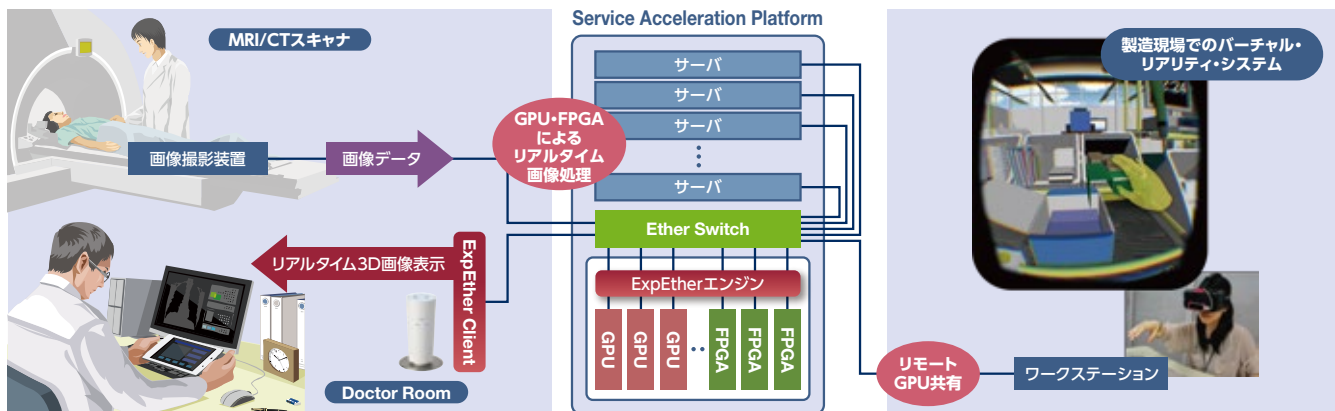 MRI/CTスキャナ
画像撮影装置
画像データ
GPU・FPGA
による
リアルタイム
画像処理
リアルタイム3D画像表示
ExpEther Client
Doctor Room
Service Acceleration Platform
サーバ
サーバ
サーバ
サーバ
Ether Switch
ExpEtherエンジン
GPU
GPU
GPU
FPGA
FPGA
FPGA
製造現場でのバーチャル・
リアリティ・システム
リモート
GPU共有
ワークステーション